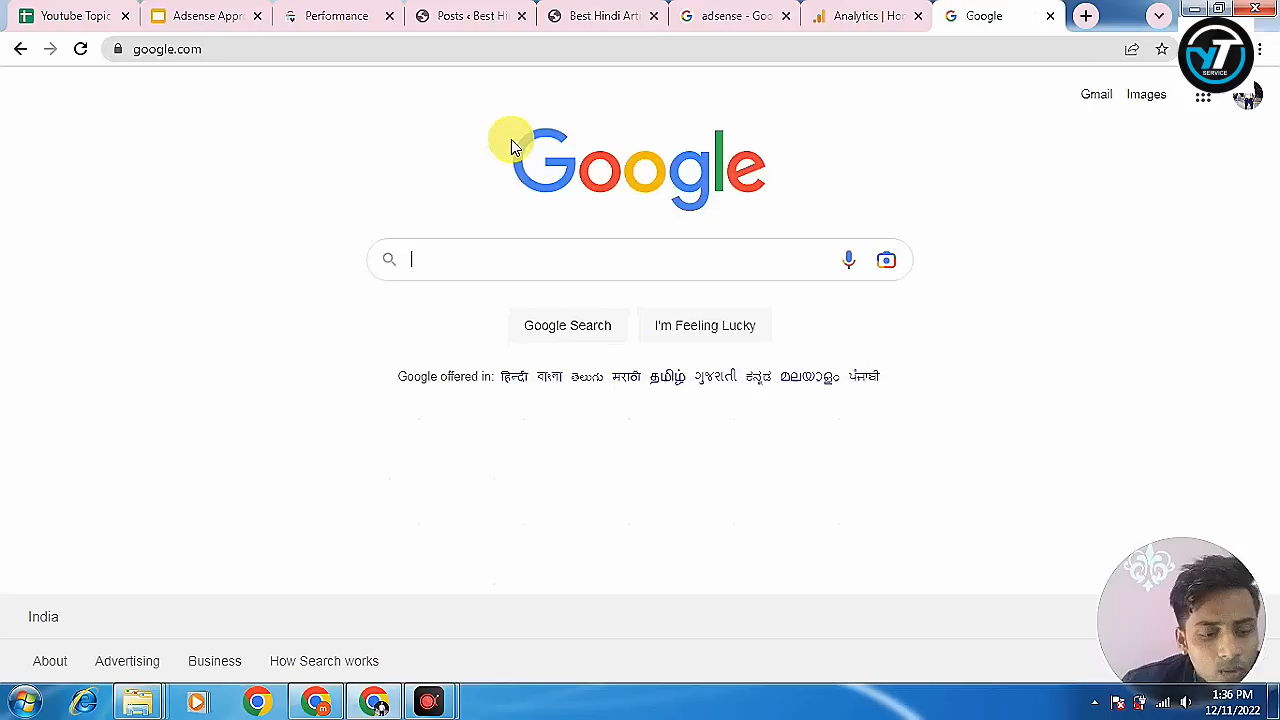 Youtube Topic
Adsense Appr
Performance
Posts ‹ Best H
Best Hindi Art
adsense - Goo
Analytics | Ho
Google
google.com
YT
SERVICE
Gmail Images
Google
Google Search I'm Feeling Lucky
Google offered in: हिन्दी বাংলা తెలుగు मराठी தமிழ் ગુજરાતી ಕನ್ನಡ മലയാളം ਪੰਜਾਬੀ
India
About Advertising Business How Search works
m
1:36 PM
12/11/2022